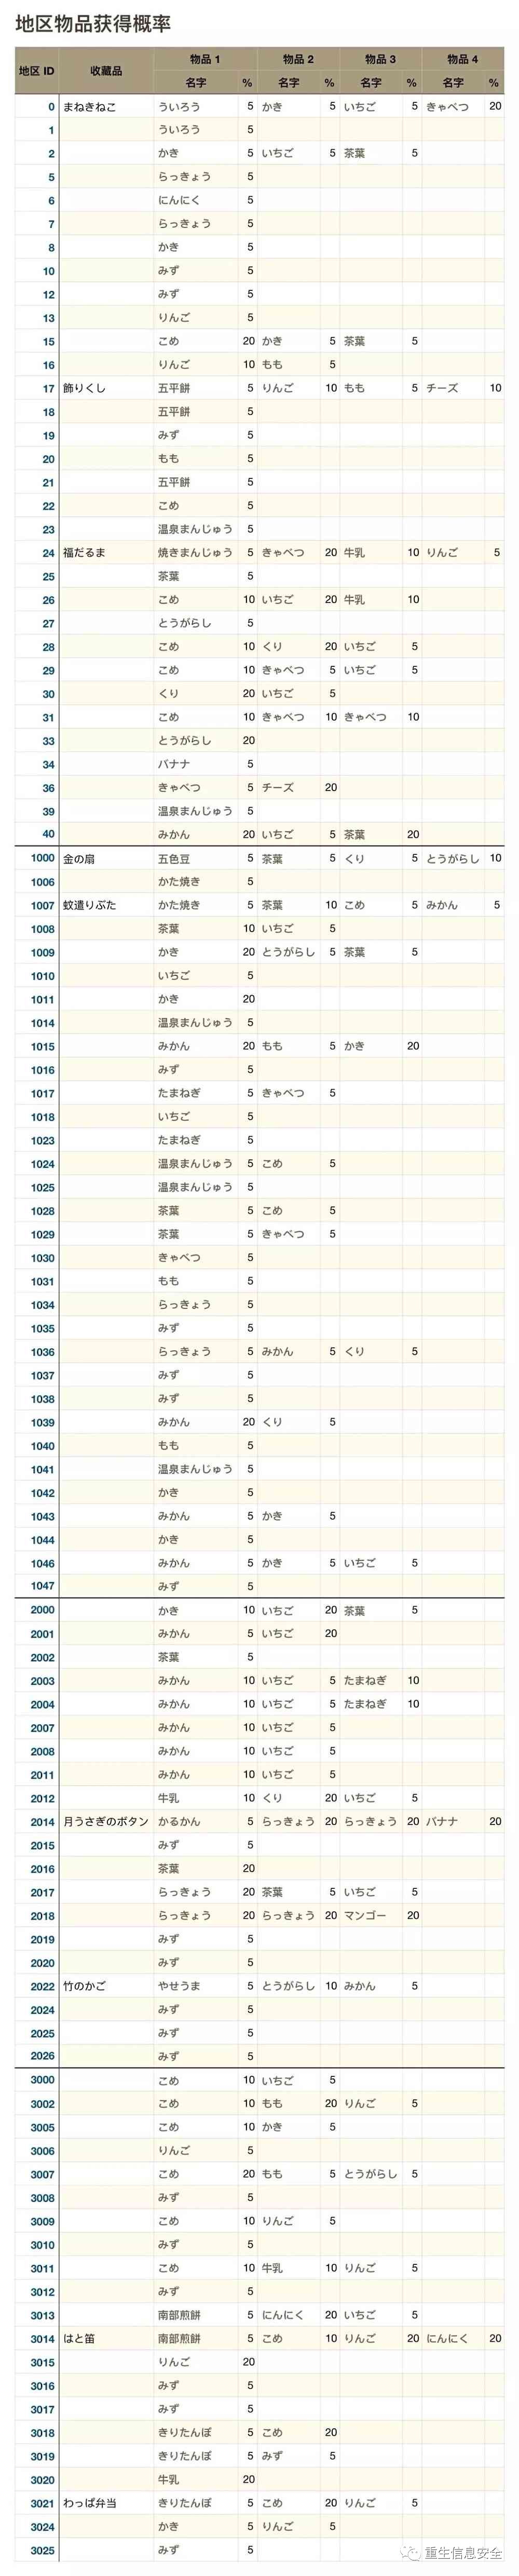 地区物品获得概率
地区 ID 收藏品 物品 1 物品 2 物品 3 物品 4
名字 % 名字 % 名字 % 名字 %
0 まねきねこ ういろう 5 かき 5 いちご 5 きゃべつ 20
1 ういろう 5
2 かき 5 いちご 5 茶葉 5
5 らっきょう 5
6 にんにく 5
7 らっきょう 5
8 かき 5
10 みず 5
12 みず 5
13 りんご 5
15 こめ 20 かき 5 茶葉 5
16 りんご 10 もも 5
17 飾りくし 五平餅 5 りんご 10 もも 5 チーズ 10
18 五平餅 5
19 みず 5
20 もも 5
21 五平餅 5
22 こめ 5
23 温泉まんじゅう 5
24 福だるま 焼きまんじゅう 5 きゃべつ 20 牛乳 10 りんご 5
25 茶葉 5
26 こめ 10 いちご 20 牛乳 10
27 とうがらし 5
28 こめ 10 くり 20 いちご 5
29 こめ 10 きゃべつ 5 いちご 5
30 くり 20 いちご 5
31 こめ 10 きゃべつ 10 きゃべつ 10
33 とうがらし 20
34 バナナ 5
36 きゃべつ 5 チーズ 20
39 温泉まんじゅう 5
40 みかん 20 いちご 5 茶葉 20
1000 金の扇 五色豆 5 茶葉 5 くり 5 とうがらし 10
1006 かた焼き 5
1007 蚊遣りぶた かた焼き 5 茶葉 10 こめ 5 みかん 5
1008 茶葉 10 いちご 5
1009 かき 20 とうがらし 5 茶葉 5
1010 いちご 5
1011 かき 20
1014 温泉まんじゅう 5
1015 みかん 20 もも 5 かき 20
1016 みず 5
1017 たまねぎ 5 きゃべつ 5
1018 いちご 5
1023 たまねぎ 5
1024 温泉まんじゅう 5 こめ 5
1025 温泉まんじゅう 5
1028 茶葉 5 こめ 5
1029 茶葉 5 きゃべつ 5
1030 きゃべつ 5
1031 もも 5
1034 らっきょう 5
1035 みず 5
1036 らっきょう 5 みかん 5 くり 5
1037 みず 5
1038 みず 5
1039 みかん 20 くり 5
1040 もも 5
1041 温泉まんじゅう 5
1042 かき 5
1043 みかん 5 かき 5
1044 かき 5
1046 みかん 5 かき 5 いちご 5
1047 みず 5
2000 かき 10 いちご 20 茶葉 5
2001 みかん 5 いちご 20
2002 茶葉 5
2003 みかん 10 いちご 5 たまねぎ 10
2004 みかん 10 いちご 5 たまねぎ 10
2007 みかん 10 いちご 5
2008 みかん 10 いちご 5
2011 みかん 10 いちご 5
2012 牛乳 10 くり 20 いちご 5
2014 月うさぎのボタン かるかん 5 らっきょう 20 らっきょう 20 バナナ 20
2015 みず 5
2016 茶葉 20
2017 らっきょう 20 茶葉 5 いちご 5
2018 らっきょう 20 らっきょう 20 マンゴー 20
2019 みず 5
2020 みず 5
2022 竹のかご やせうま 5 とうがらし 10 みかん 5
2024 みず 5
2025 みず 5
2026 みず 5
3000 こめ 10 いちご 5
3002 こめ 10 もも 20 りんご 5
3005 こめ 10 かき 5
3006 りんご 5
3007 こめ 20 もも 5 とうがらし 5
3008 みず 5
3009 こめ 10 りんご 5
3010 みず 5
3011 こめ 10 牛乳 10 りんご 5
3012 みず 5
3013 南部煎餅 5 にんにく 20 いちご 5
3014 はと笛 南部煎餅 5 こめ 10 りんご 20 にんにく 20
3015 りんご 20
3016 みず 5
3017 みず 5
3018 きりたんぽ 5 こめ 20
3019 きりたんぽ 5 みず 5
3020 牛乳 20
3021 わっぱ弁当 きりたんぽ 5 こめ 20 りんご 5
3024 かき 5 りんご 5
3025 みず 5
重生信息安全